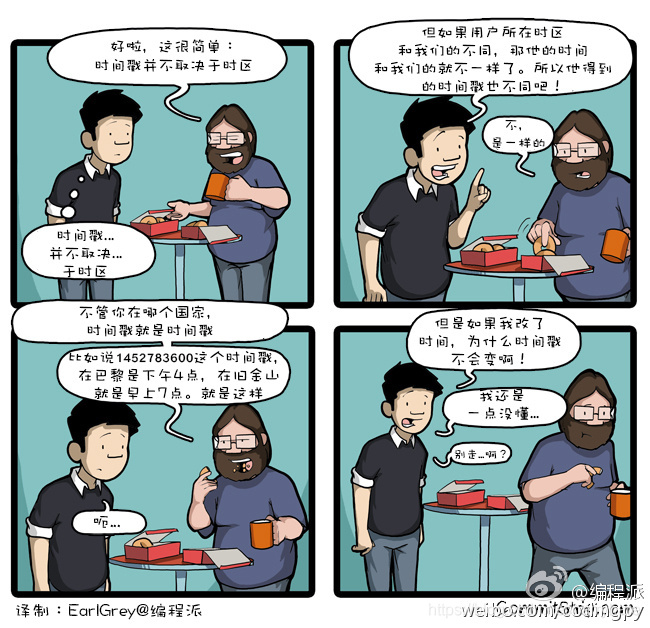 好啦，这很简单：
时间戳并不取决于时区
时间戳...
并不取决...
于时区
但如果用户所在时区
和我们的不同，那他的时间
和我们的就不一样了。所以他得到
的时间戳也不同吧！
不，
是一样的
不管你在哪个国家，
时间戳就是时间戳
比如说1452783600这个时间戳，
在巴黎是下午4点，在旧金山
就是早上7点。就是这样
呃...
但是如果我改了
时间，为什么时间戳
不会变啊！
我还是
一点没懂...
别走...啊？
译制：EarlGrey@编程派
@编程派
weibo.com/codingpy